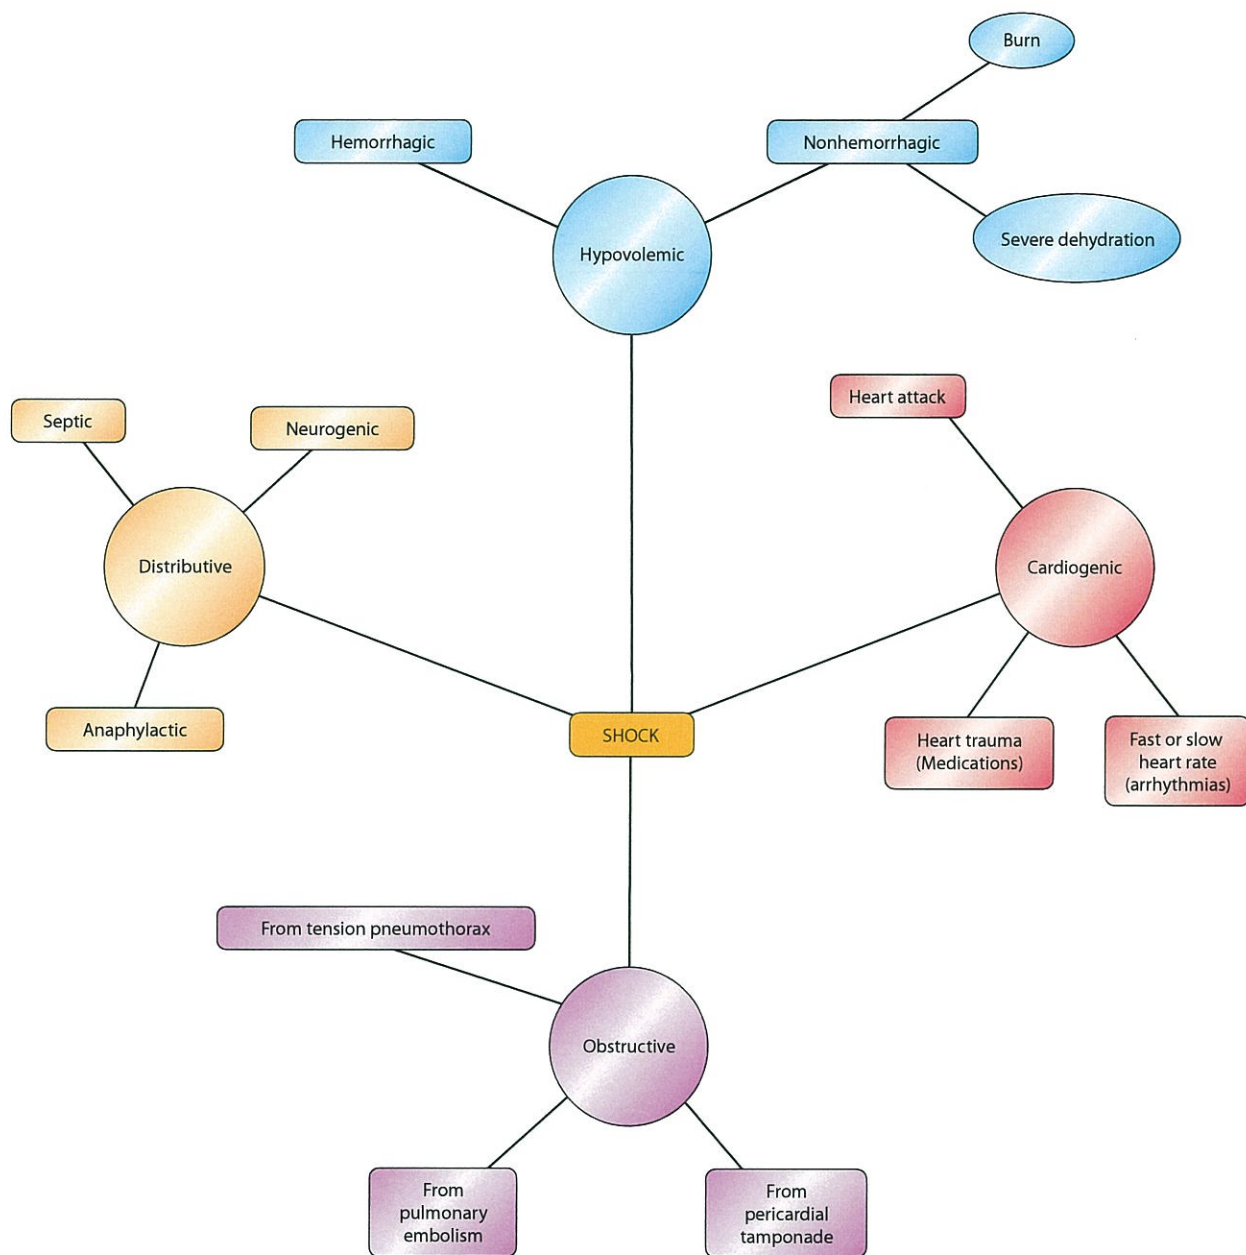 Burn
Hemorrhagic
Nonhemorrhagic
Hypovolemic
Severe dehydration
Heart attack
Septic
Neurogenic
Distributive
Cardiogenic
Anaphylactic
SHOCK
Heart trauma
(Medications)
Fast or slow
heart rate
(arrhythmias)
From tension pneumothorax
Obstructive
From
pulmonary
embolism
From
pericardial
tamponade